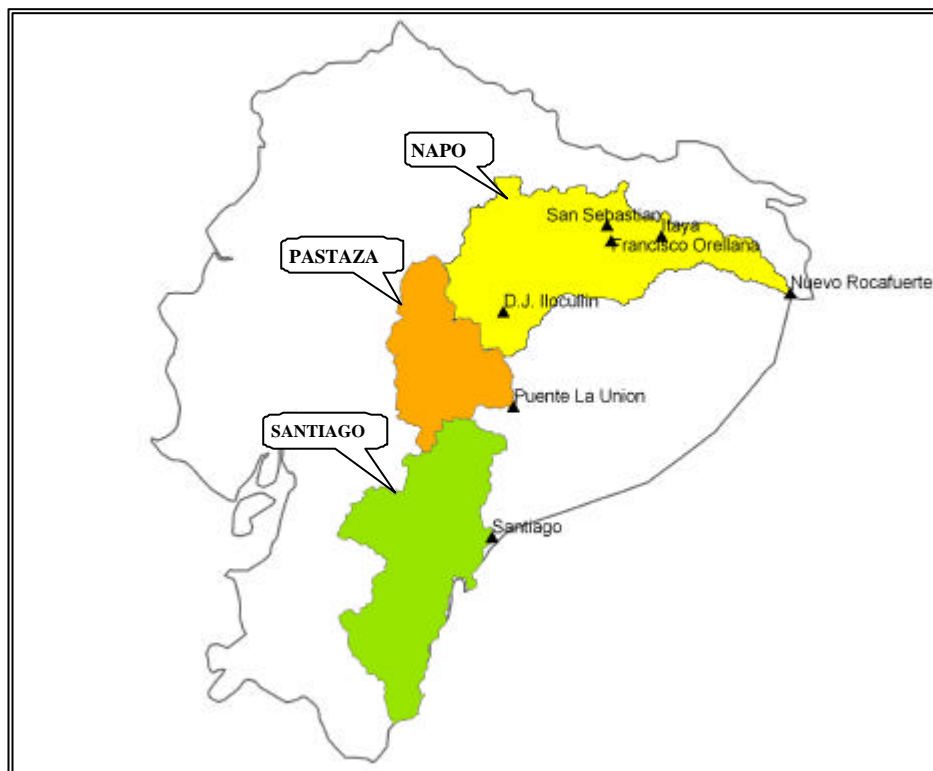 NAPO
San Sebastian
Itaya
Francisco Orellana
PASTAZA
Nuevo Rocafuerte
D.J. Ilocullin
Puente La Union
SANTIAGO
Santiago